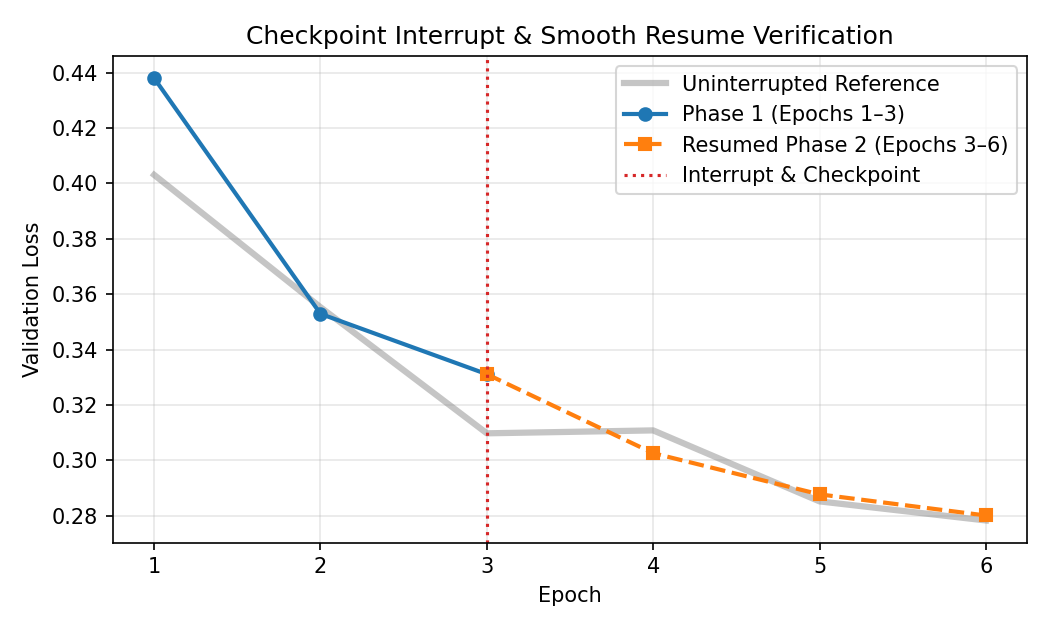 Checkpoint Interrupt & Smooth Resume Verification
Uninterrupted Reference
Phase 1 (Epochs 1–3)
Resumed Phase 2 (Epochs 3–6)
Interrupt & Checkpoint
Validation Loss
0.44
0.42
0.40
0.38
0.36
0.34
0.32
0.30
0.28
1 2 3 4 5 6
Epoch